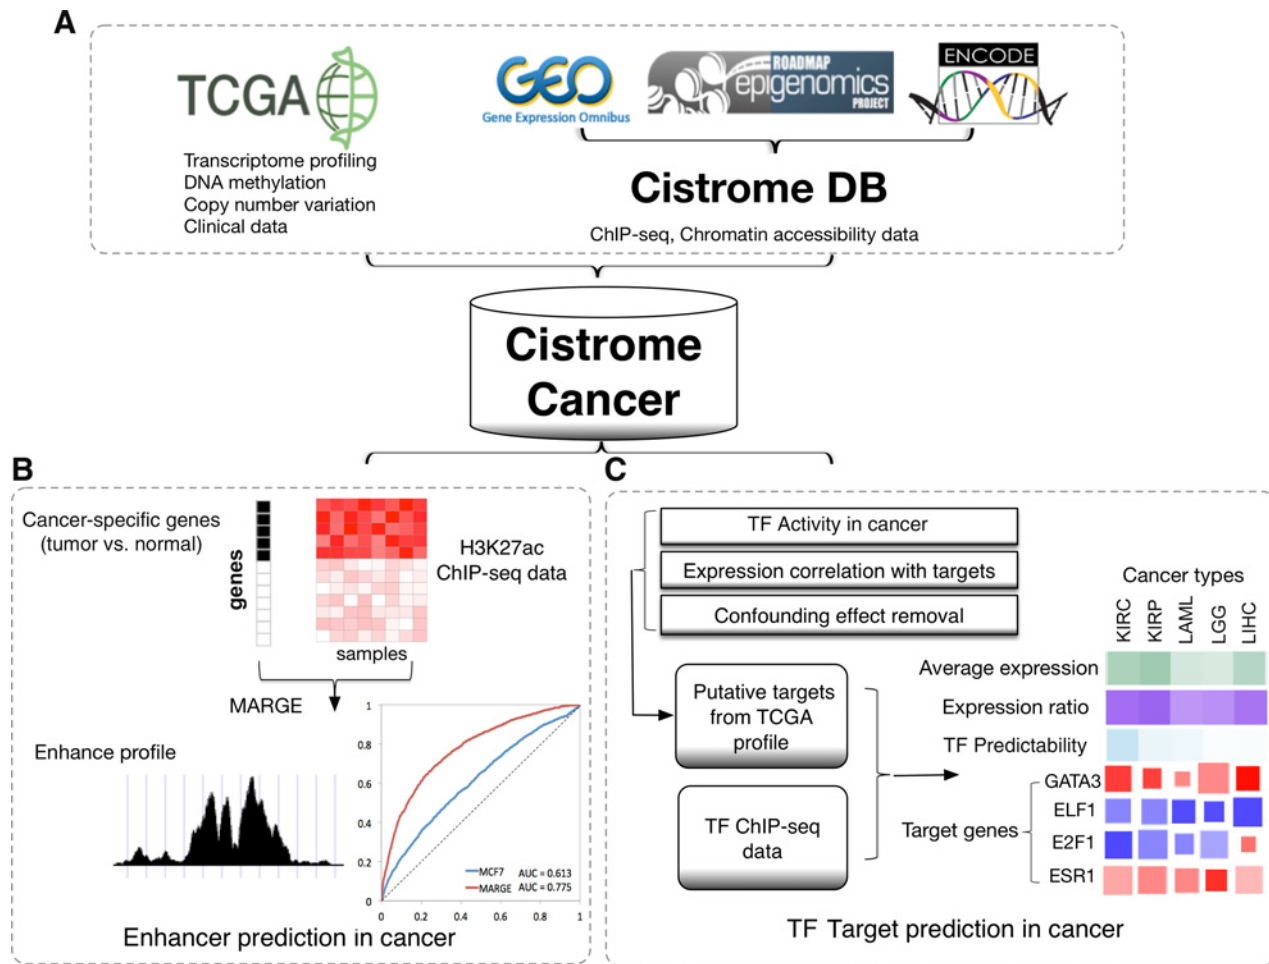 A
TCGA
Transcriptome profiling
DNA methylation
Copy number variation
Clinical data
GEO
Gene Expression Omnibus
ROADMAP
epigenomics
PROJECT
ENCODE
Cistrome DB
ChIP-seq, Chromatin accessibility data
Cistrome
Cancer
B
Cancer-specific genes
(tumor vs. normal)
genes
H3K27ac
ChIP-seq data
samples
MARGE
Enhance profile
1
0.8
0.6
0.4
0.2
0
MCF7 AUC = 0.613
MARGE AUC = 0.775
0 0.2 0.4 0.6 0.8 1
Enhancer prediction in cancer
C
TF Activity in cancer
Expression correlation with targets
Confounding effect removal
Putative targets
from TCGA
profile
TF ChIP-seq
data
Cancer types
KIRC
KIRP
LAML
LGG
LIHC
Average expression
Expression ratio
TF Predictability
Target genes
GATA3
ELF1
E2F1
ESR1
TF Target prediction in cancer